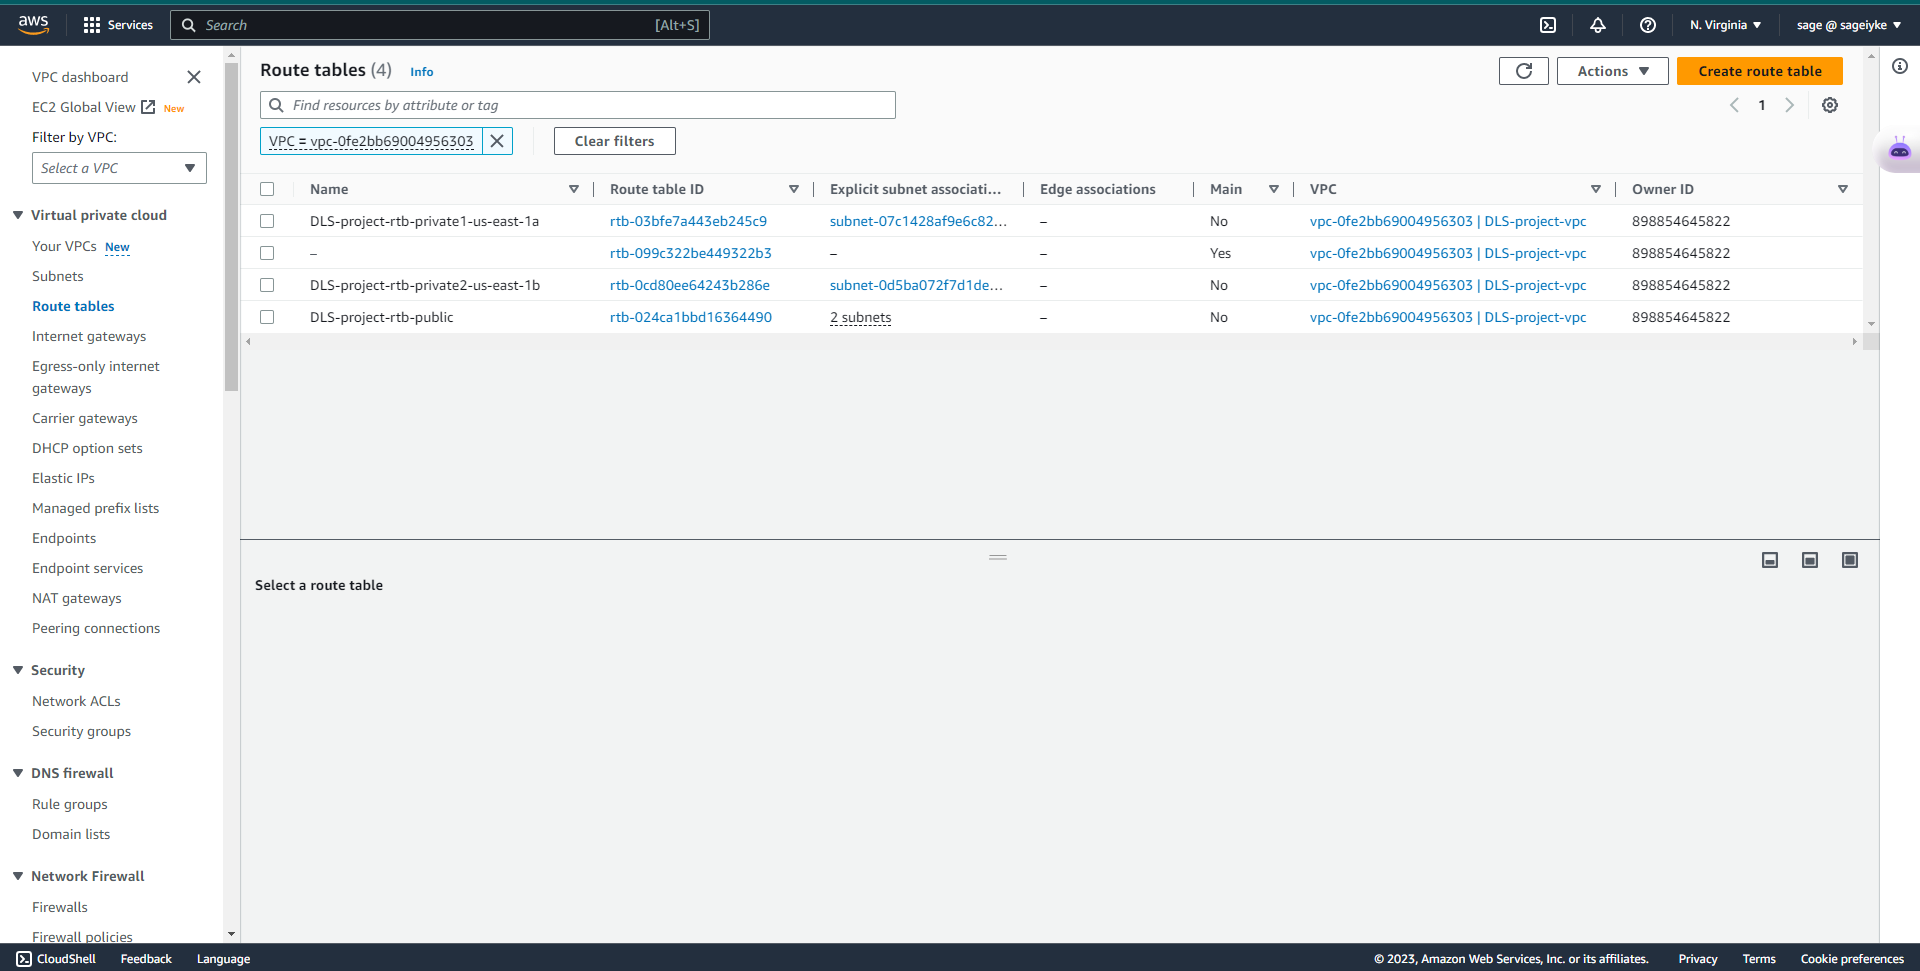 aws
Services
Search
[Alt+S]
N. Virginia
sage @ sageiyke
VPC dashboard
EC2 Global View
New
Filter by VPC:
Select a VPC
Virtual private cloud
Your VPCs
New
Subnets
Route tables
Internet gateways
Egress-only internet
gateways
Carrier gateways
DHCP option sets
Elastic IPs
Managed prefix lists
Endpoints
Endpoint services
NAT gateways
Peering connections
Security
Network ACLs
Security groups
DNS firewall
Rule groups
Domain lists
Network Firewall
Firewalls
Firewall policies
Route tables (4)
Info
Actions
Create route table
Find resources by attribute or tag
1
VPC = vpc-0fe2bb69004956303
Clear filters
Name Route table ID Explicit subnet associati... Edge associations Main VPC Owner ID
DLS-project-rtb-private1-us-east-1a rtb-03bfe7a443eb245c9 subnet-07c1428af9e6c82... – No vpc-0fe2bb69004956303 | DLS-project-vpc 898854645822
– rtb-099c322be449322b3 – – Yes vpc-0fe2bb69004956303 | DLS-project-vpc 898854645822
DLS-project-rtb-private2-us-east-1b rtb-0cd80ee64243b286e subnet-0d5ba072f7d1de... – No vpc-0fe2bb69004956303 | DLS-project-vpc 898854645822
DLS-project-rtb-public rtb-024ca1bbd16364490 2 subnets – No vpc-0fe2bb69004956303 | DLS-project-vpc 898854645822
Select a route table
CloudShell
Feedback
Language
© 2023, Amazon Web Services, Inc. or its affiliates.
Privacy
Terms
Cookie preferences